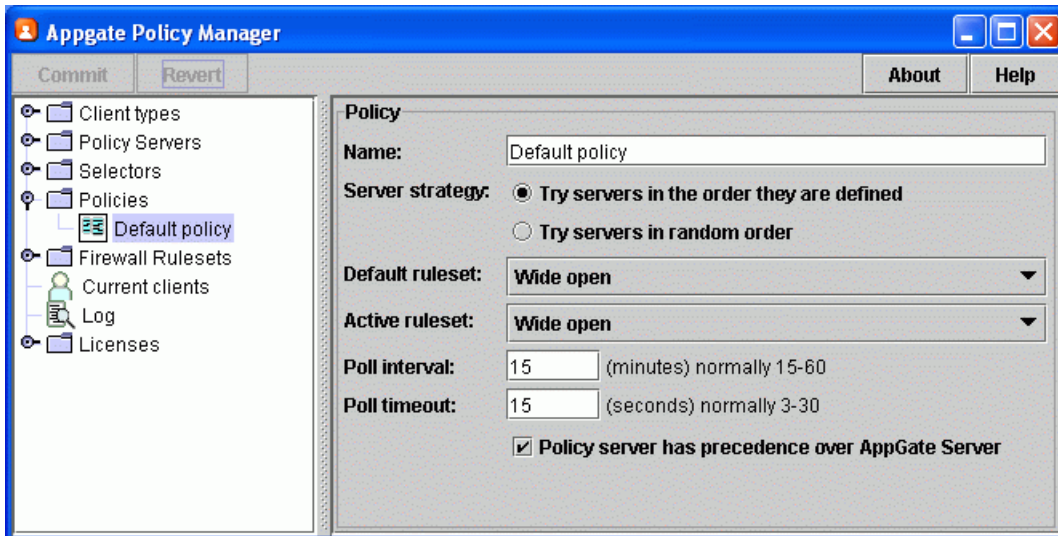 Appgate Policy Manager
Commit Revert About Help
Client types
Policy Servers
Selectors
Policies
Default policy
Firewall Rulesets
Current clients
Log
Licenses
Policy
Name: Default policy
Server strategy: Try servers in the order they are defined
Try servers in random order
Default ruleset: Wide open
Active ruleset: Wide open
Poll interval: 15 (minutes) normally 15-60
Poll timeout: 15 (seconds) normally 3-30
Policy server has precedence over AppGate Server